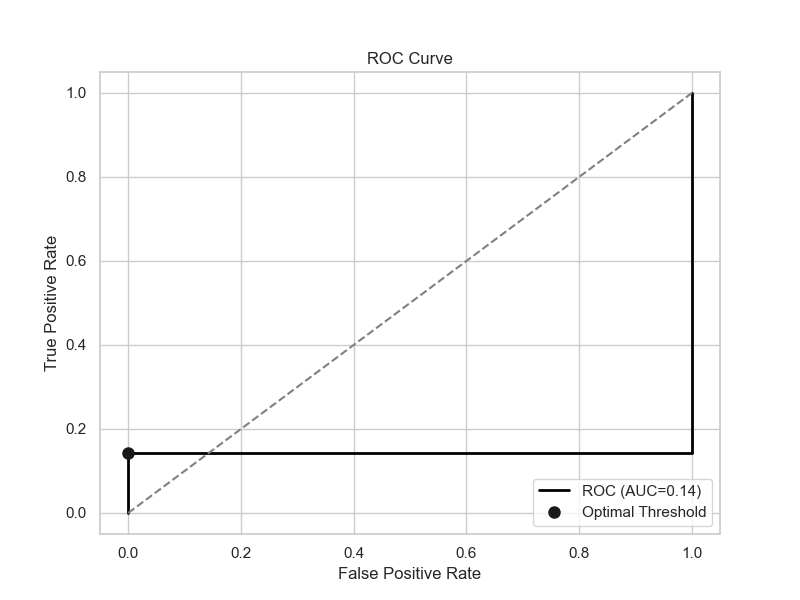 ROC Curve
True Positive Rate
1.0
0.8
0.6
0.4
0.2
0.0
0.0 0.2 0.4 0.6 0.8 1.0
False Positive Rate
ROC (AUC=0.14)
Optimal Threshold